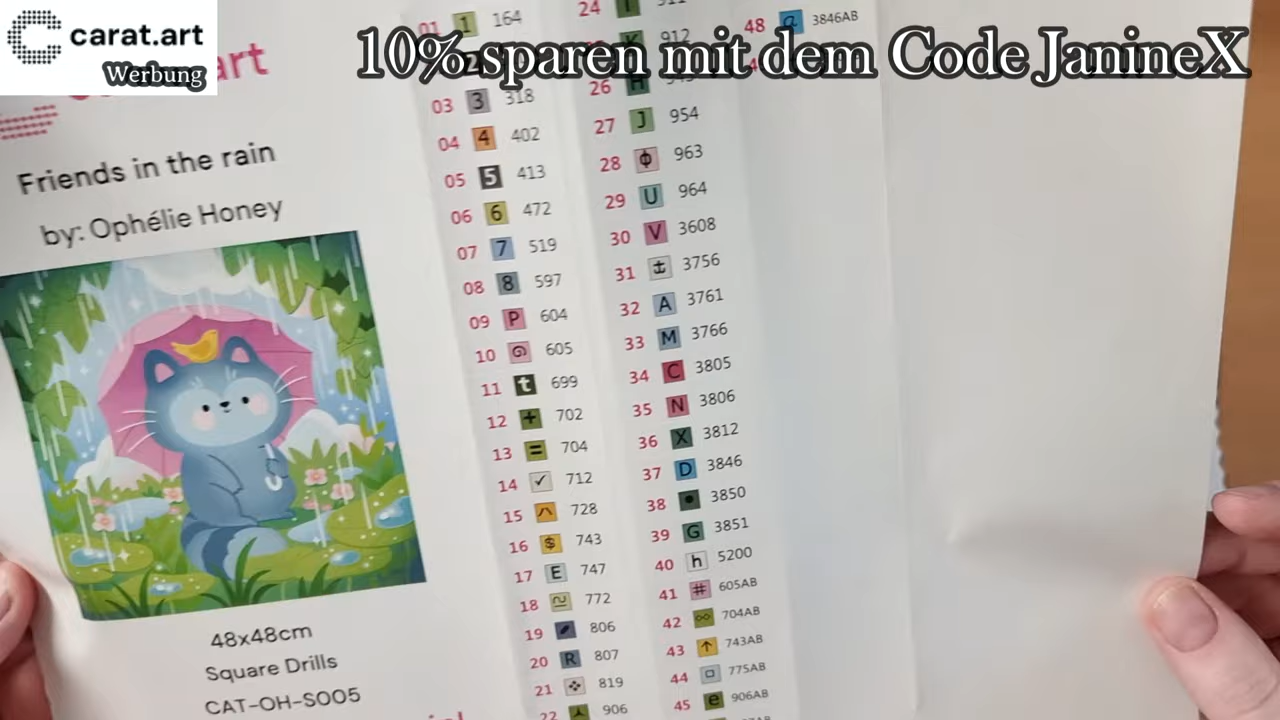 carat.art
Werbung
10% sparen mit dem Code JanineX
art
Friends in the rain
by: Ophélie Honey
48x48cm
Square Drills
CAT-OH-S005
01 1 164
2
03 3 318
04 4 402
05 5 413
06 6 472
07 7 519
08 8 597
09 P 604
10 605
11 t 699
12 + 702
13 = 704
14 ✓ 712
15 728
16 $ 743
17 E 747
18 772
19 806
20 R 807
21 819
22 906
24
K 912
26 H
27 J 954
28 ф 963
29 U 964
30 V 3608
31 3756
32 A 3761
33 M 3766
34 C 3805
35 N 3806
36 X 3812
37 D 3846
38 ● 3850
39 G 3851
40 h 5200
41 # 605AB
42 704AB
43 ↑ 743AB
44 775AB
45 e 906AB
48 a 3846AB